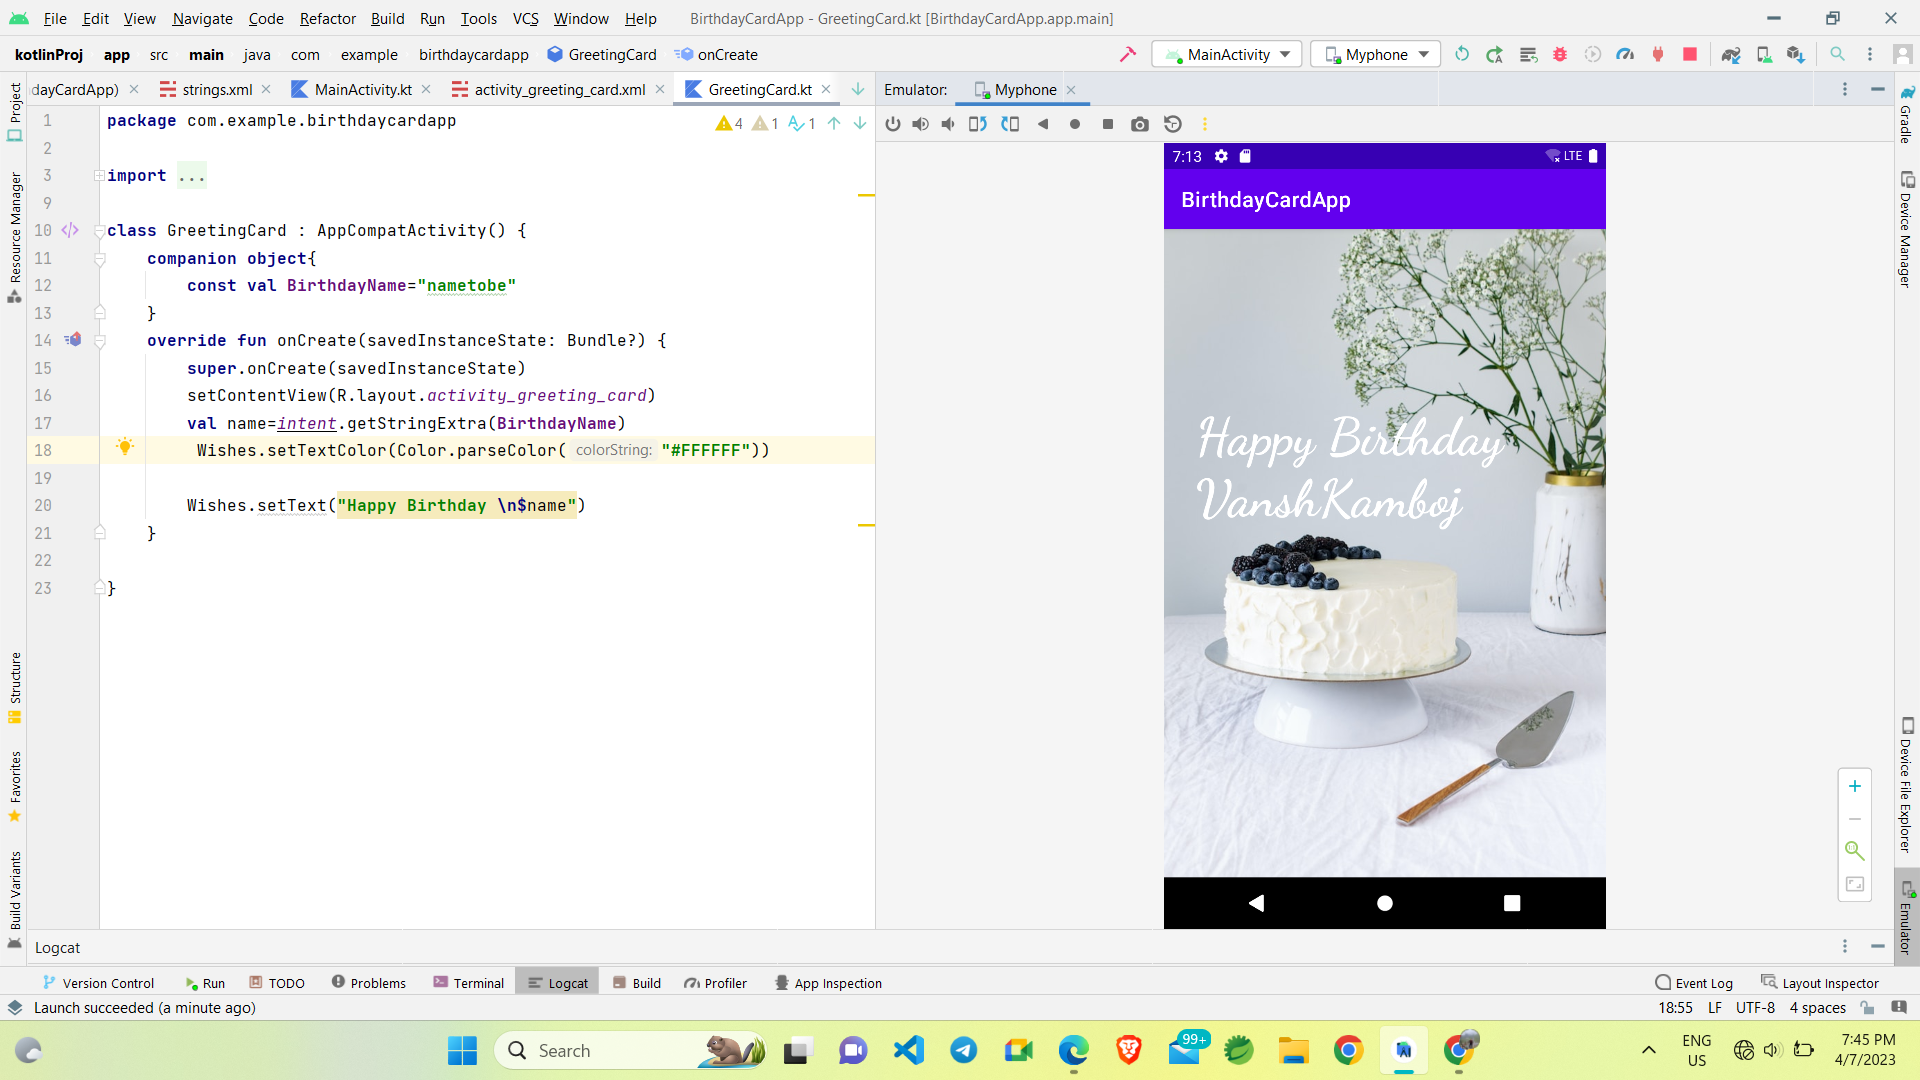 File Edit View Navigate Code Refactor Build Run Tools VCS Window Help BirthdayCardApp - GreetingCard.kt [BirthdayCardApp.app.main]
kotlinProj app src main java com example birthdaycardapp GreetingCard onCreate MainActivity Myphone
dayCardApp) strings.xml MainActivity.kt activity_greeting_card.xml GreetingCard.kt Emulator: Myphone
1 package com.example.birthdaycardapp 4 1 1
2
3 import ...
9
10 class GreetingCard : AppCompatActivity() {
11 companion object{
12 const val BirthdayName="nametobe"
13 }
14 override fun onCreate(savedInstanceState: Bundle?) {
15 super.onCreate(savedInstanceState)
16 setContentView(R.layout.activity_greeting_card)
17 val name=intent.getStringExtra(BirthdayName)
18 Wishes.setTextColor(Color.parseColor( colorString: "#FFFFFF"))
19
20 Wishes.setText("Happy Birthday \n$name")
21 }
22
23 }
Project
Resource Manager
Structure
Favorites
Build Variants
7:13 LTE
BirthdayCardApp
Happy Birthday
VanshKamboj
Gradle
Device Manager
Device File Explorer
Emulator
Logcat
Version Control Run TODO Problems Terminal Logcat Build Profiler App Inspection Event Log Layout Inspector
Launch succeeded (a minute ago) 18:55 LF UTF-8 4 spaces
Search 99+ ENG
US
7:45 PM
4/7/2023